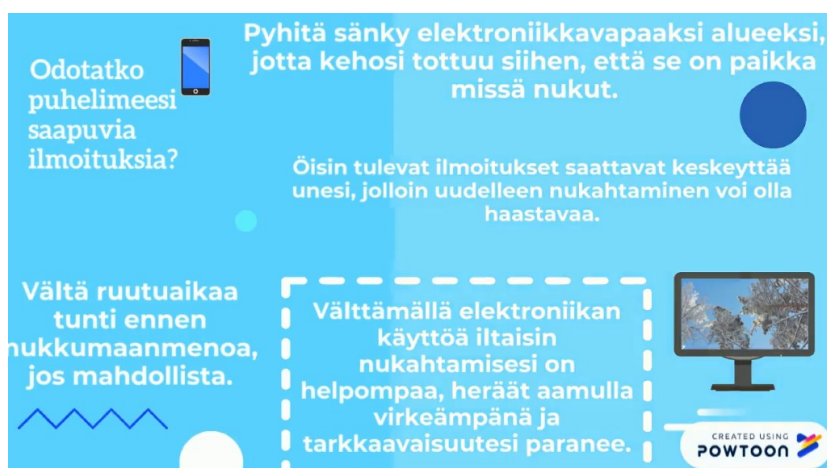 Odotatko
puhelimeesi
saapuvia
ilmoituksia?
Pyhitä sänky elektroniikkavapaaksi alueeksi,
jotta kehosi tottuu siihen, että se on paikka
missä nukut.
Öisin tulevat ilmoitukset saattavat keskeyttää
unesi, jolloin uudelleen nukahtaminen voi olla
haastavaa.
Vältä ruutuaikaa
tunti ennen
nukkumaanmenoa,
jos mahdollista.
Välttämällä elektroniikan
käyttöä iltaisin
nukahtamisesi on
helpompaa, heräät aamulla
virkeämpänä ja
tarkkaavaisuutesi paranee.
CREATED USING
POWTOON